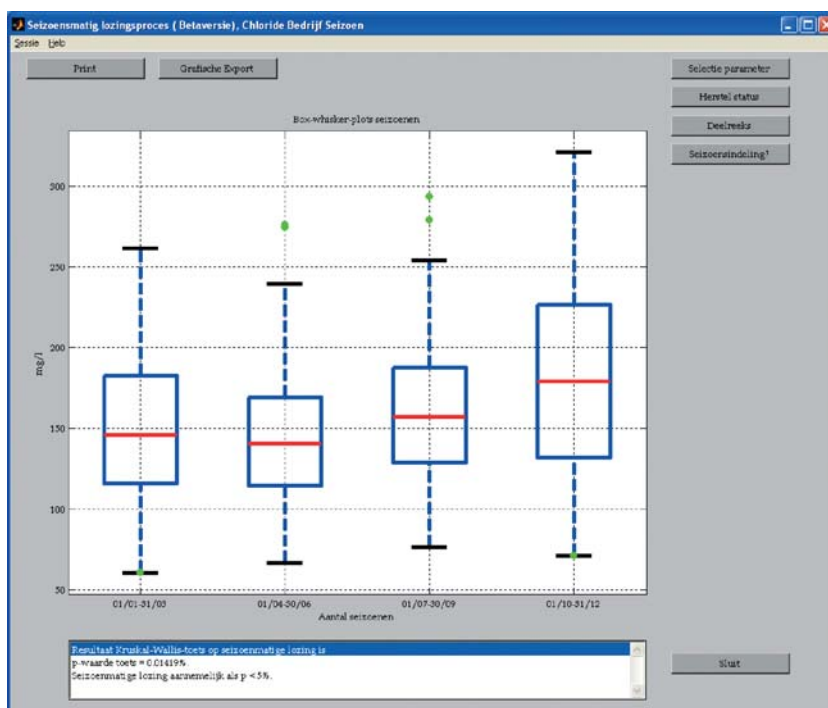 Seizoensmatig lozingsproces ( Betaversie), Chloride Bedrijf Seizoen
Sessie Help
Print
Grafische Export
Selectie parameter
Herstel status
Deelreeks
Seizoensindeling?
Box-whisker-plots seizoenen
300
250
200
150
100
50
mg/l
01/01-31/03
01/04-30/06
01/07-30/09
01/10-31/12
Aantal seizoenen
Resultaat Kruskal-Wallis-toets op seizoenmatige lozing is
p-waarde toets = 0.01419%.
Seizoenmatige lozing aannemelijk als p < 5%.
Sluit